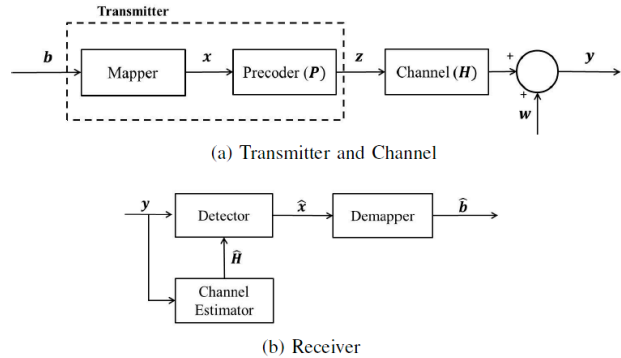 Transmitter
b
Mapper
x
Precoder (P)
z
Channel (H)
+
+
y
w
(a) Transmitter and Channel
y
Detector
x̂
Demapper
b̂
Ĥ
Channel
Estimator
(b) Receiver